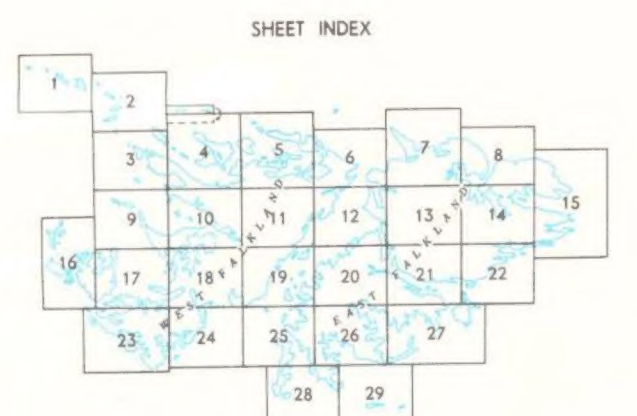 SHEET INDEX
1
2
3 4 5 6 7 8
9 10 11 12 13 14 15
16 17 18 19 20 21 22
23 24 25 26 27
28 29
WEST FALKLAND
EAST FALKLAND